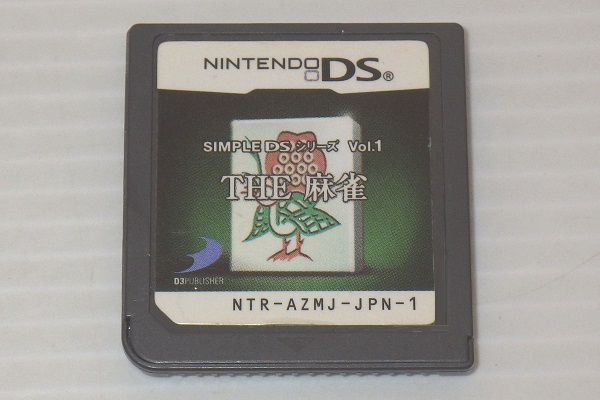 NINTENDO DS®
SIMPLE DS シリーズ Vol.1
THE 麻雀
D3PUBLISHER
NTR-AZMJ-JPN-1